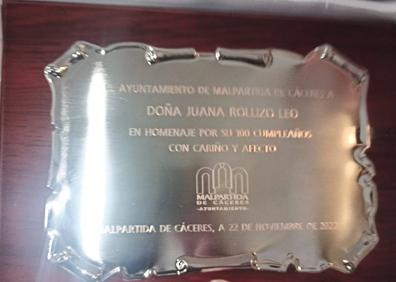 EL AYUNTAMIENTO DE MALPARTIDA DE CÁCERES A
DOÑA JUANA ROLLIZO LEO
EN HOMENAJE POR SU 100 CUMPLEAÑOS
CON CARIÑO Y AFECTO
MALPARTIDA
DE CÁCERES
-AYUNTAMIENTO-
MALPARTIDA DE CÁCERES, A 22 DE NOVIEMBRE DE 2022